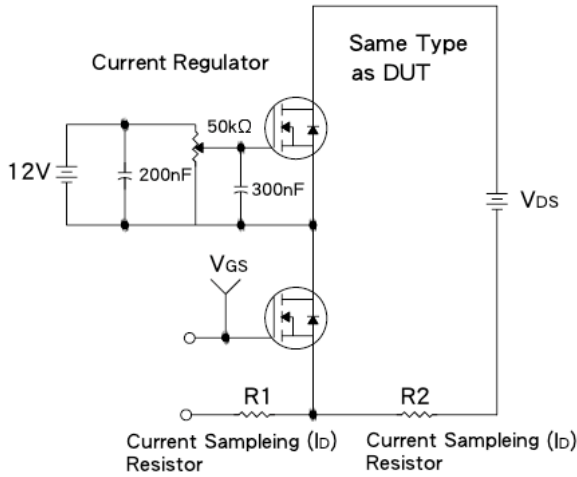 Same Type
as DUT
Current Regulator
50kΩ
12V
200nF
300nF
VDS
VGS
R1
R2
Current Sampleing (ID)
Resistor
Current Sampleing (ID)
Resistor